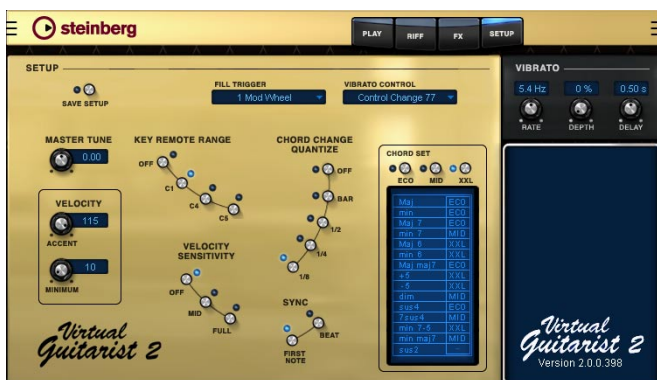 steinberg
PLAY
RIFF
FX
SETUP
SETUP
VIBRATO
SAVE SETUP
FILL TRIGGER
1 Mod Wheel
VIBRATO CONTROL
Control Change 77
5.4 Hz
0 %
0.50 s
RATE
DEPTH
DELAY
MASTER TUNE
0.00
KEY REMOTE RANGE
OFF
C1
C4
C5
CHORD CHANGE
QUANTIZE
OFF
BAR
1/2
1/4
1/8
CHORD SET
ECO
MID
XXL
Maj ECO
min ECO
Maj 7 ECO
min 7 MID
Maj 6 XXL
min 6 XXL
Maj maj7 ECO
+5 XXL
-5 XXL
dim MID
sus4 ECO
7sus4 MID
min 7-5 XXL
min maj7 MID
sus2 --
VELOCITY
115
ACCENT
10
MINIMUM
VELOCITY
SENSITIVITY
OFF
MID
FULL
SYNC
BEAT
FIRST
NOTE
Virtual
Guitarist 2
Virtual
Guitarist 2
Version 2.0.0.398